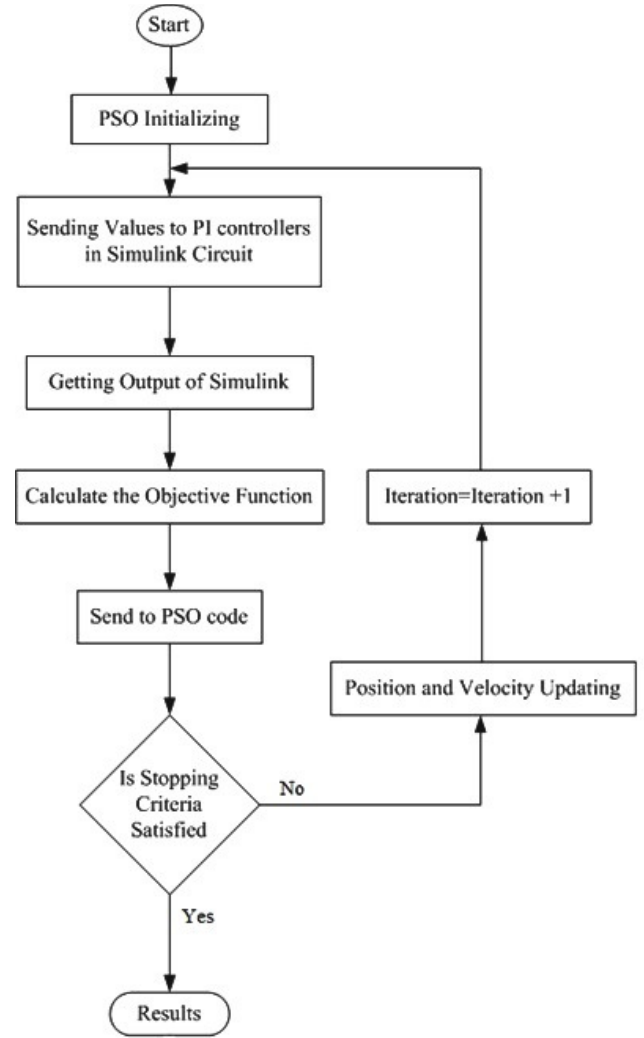 Start
PSO Initializing
Sending Values to PI controllers
in Simulink Circuit
Getting Output of Simulink
Calculate the Objective Function
Iteration=Iteration +1
Send to PSO code
Position and Velocity Updating
Is Stopping
Criteria
Satisfied
No
Yes
Results